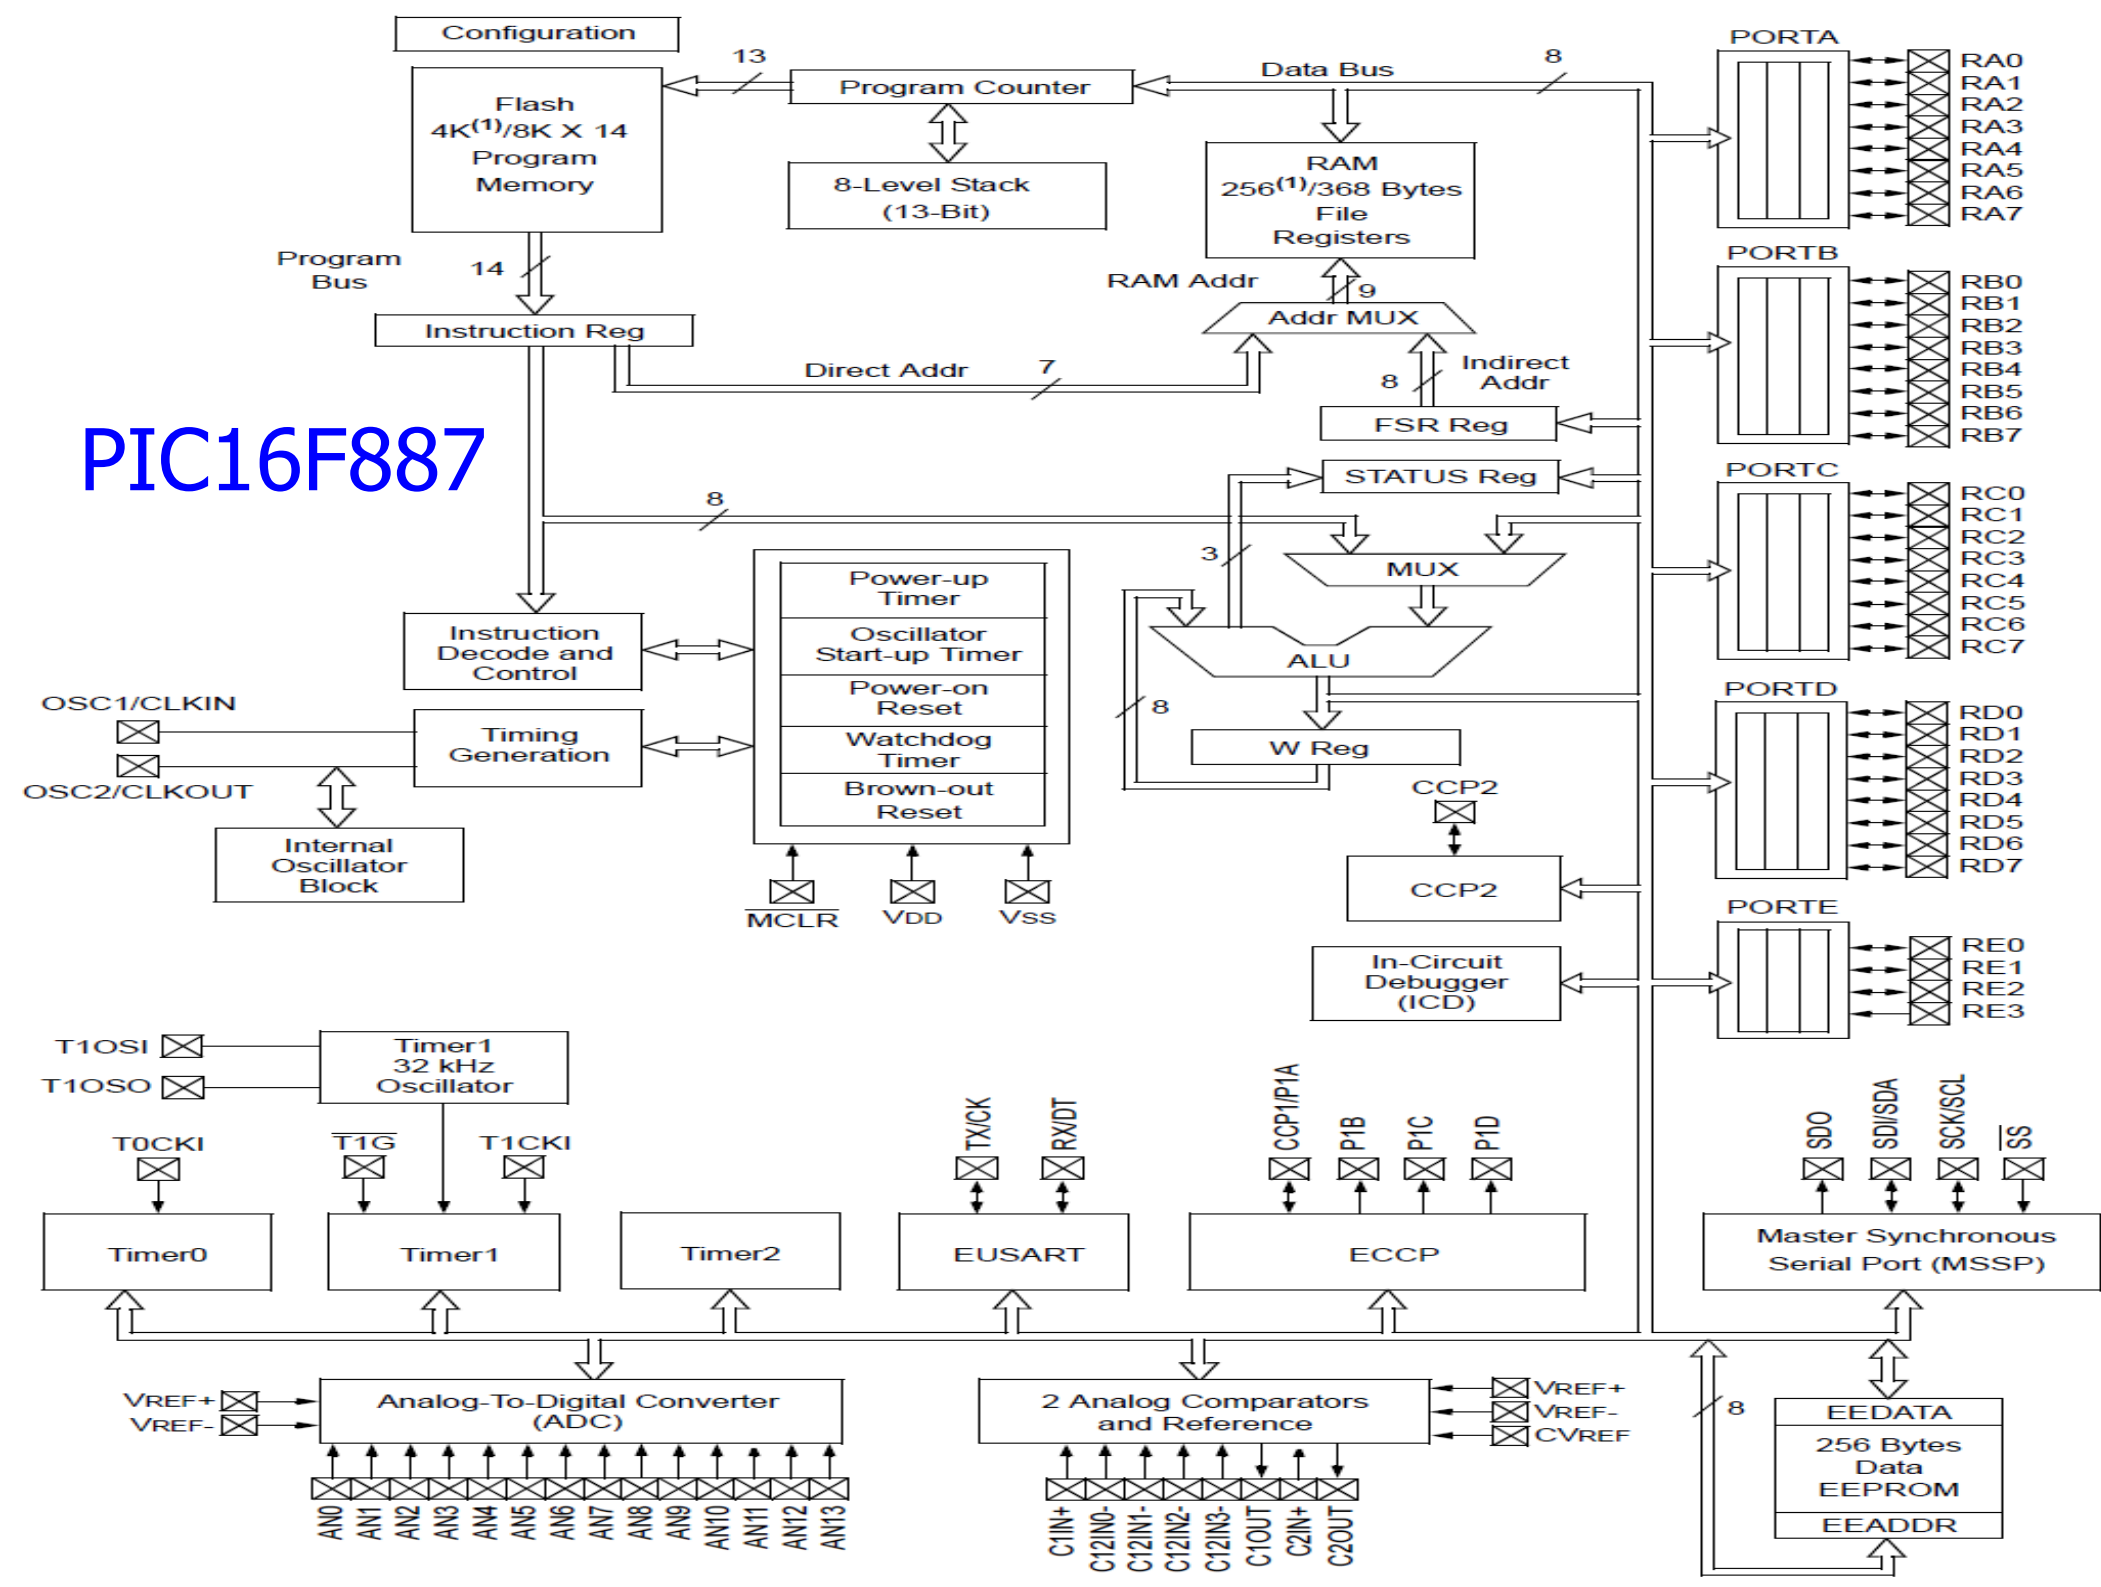 Configuration
Flash
4K(1)/8K X 14
Program
Memory
13
Program Counter
8-Level Stack
(13-Bit)
Data Bus
8
RAM
256(1)/368 Bytes
File
Registers
Program
Bus
14
RAM Addr
9
Addr MUX
Instruction Reg
Direct Addr
7
Indirect
Addr
8
FSR Reg
STATUS Reg
PIC16F887
8
3
MUX
ALU
8
W Reg
Power-up
Timer
Oscillator
Start-up Timer
Power-on
Reset
Watchdog
Timer
Brown-out
Reset
Instruction
Decode and
Control
OSC1/CLKIN
Timing
Generation
OSC2/CLKOUT
Internal
Oscillator
Block
MCLR
VDD
VSS
CCP2
CCP2
In-Circuit
Debugger
(ICD)
PORTA
RA0
RA1
RA2
RA3
RA4
RA5
RA6
RA7
PORTB
RB0
RB1
RB2
RB3
RB4
RB5
RB6
RB7
PORTC
RC0
RC1
RC2
RC3
RC4
RC5
RC6
RC7
PORTD
RD0
RD1
RD2
RD3
RD4
RD5
RD6
RD7
PORTE
RE0
RE1
RE2
RE3
T1OSI
T1OSO
Timer1
32 kHz
Oscillator
T0CKI
T1G
T1CKI
TX/CK
RX/DT
CCP1/P1A
P1B
P1C
P1D
SDO
SDI/SDA
SCK/SCL
SS
Timer0
Timer1
Timer2
EUSART
ECCP
Master Synchronous
Serial Port (MSSP)
VREF+
VREF-
Analog-To-Digital Converter
(ADC)
AN0
AN1
AN2
AN3
AN4
AN5
AN6
AN7
AN8
AN9
AN10
AN11
AN12
AN13
2 Analog Comparators
and Reference
VREF+
VREF-
CVREF
C1IN+
C12IN0-
C12IN1-
C12IN2-
C12IN3-
C1OUT
C2IN+
C2OUT
8
EEDATA
256 Bytes
Data
EEPROM
EEADDR